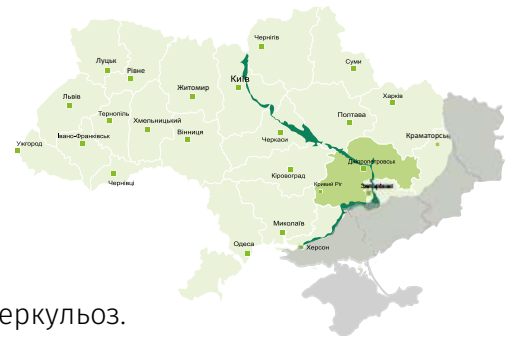 Чернігів
Суми
Луцьк
Рівне
Київ
Житомир
Харків
Львів
Полтава
Тернопіль
Хмельницький
Вінниця
Черкаси
Краматорськ
Івано-Франківськ
Ужгород
Дніпропетровськ
Кіровоград
Чернівці
Кривий Ріг
Миколаїв
Одеса
Херсон
еркульоз.